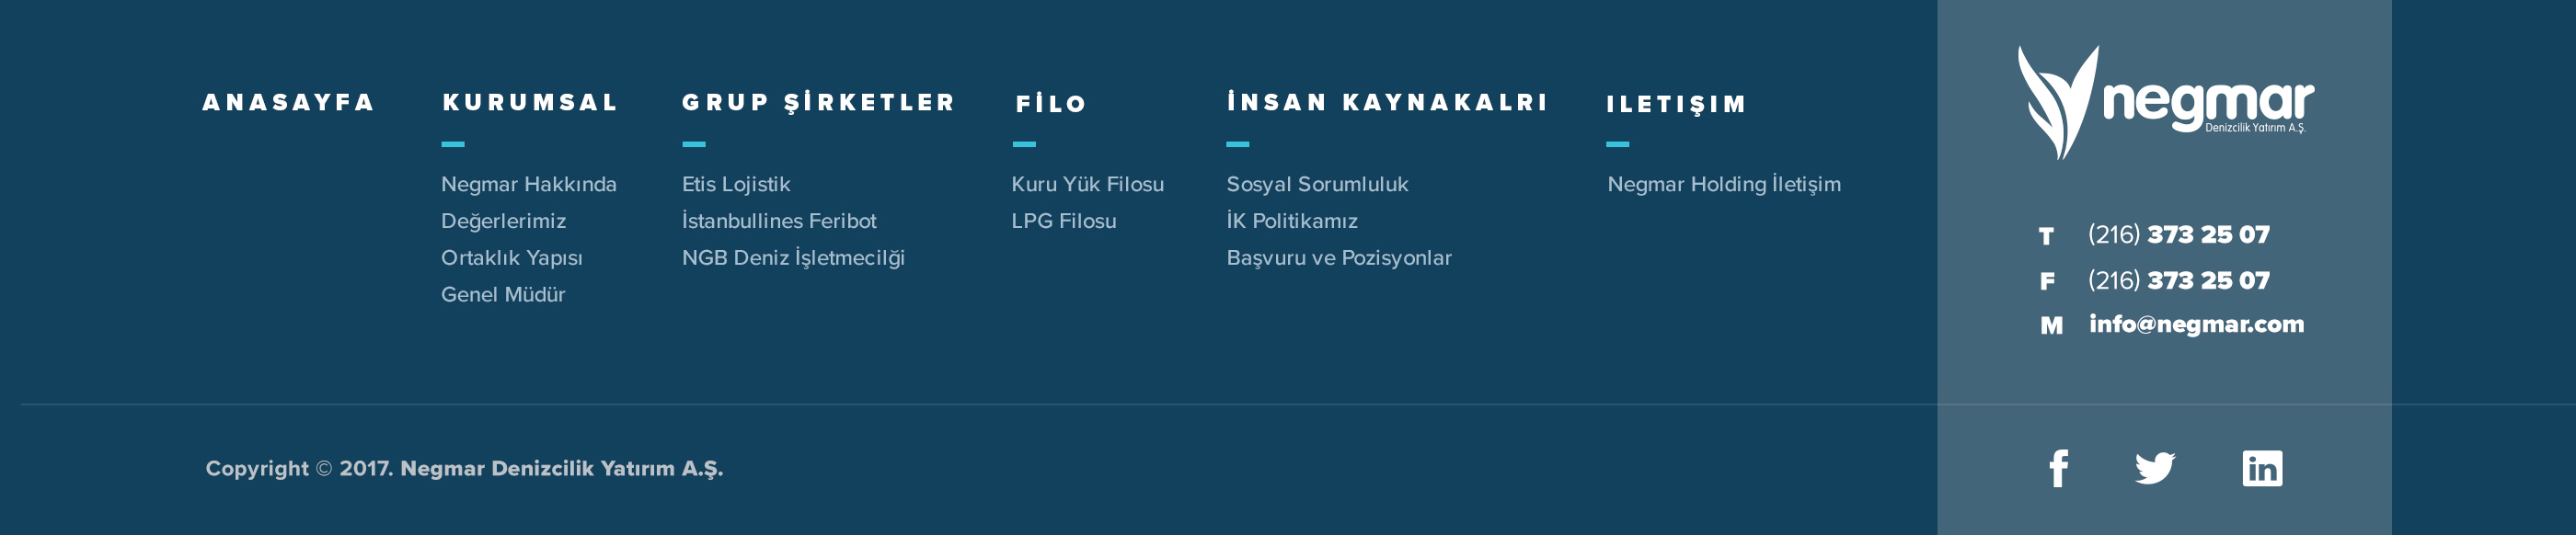 ANASAYFA
KURUMSAL
Negmar Hakkında
Değerlerimiz
Ortaklık Yapısı
Genel Müdür
GRUP ŞİRKETLER
Etis Lojistik
İstanbullines Feribot
NGB Deniz İşletmecilği
FİLO
Kuru Yük Filosu
LPG Filosu
İNSAN KAYNAKALRI
Sosyal Sorumluluk
İK Politikamız
Başvuru ve Pozisyonlar
ILETIŞIM
Negmar Holding İletişim
negmar
Denizcilik Yatırım A.Ş.
T (216) 373 25 07
F (216) 373 25 07
M info@negmar.com
Copyright © 2017. Negmar Denizcilik Yatırım A.Ş.